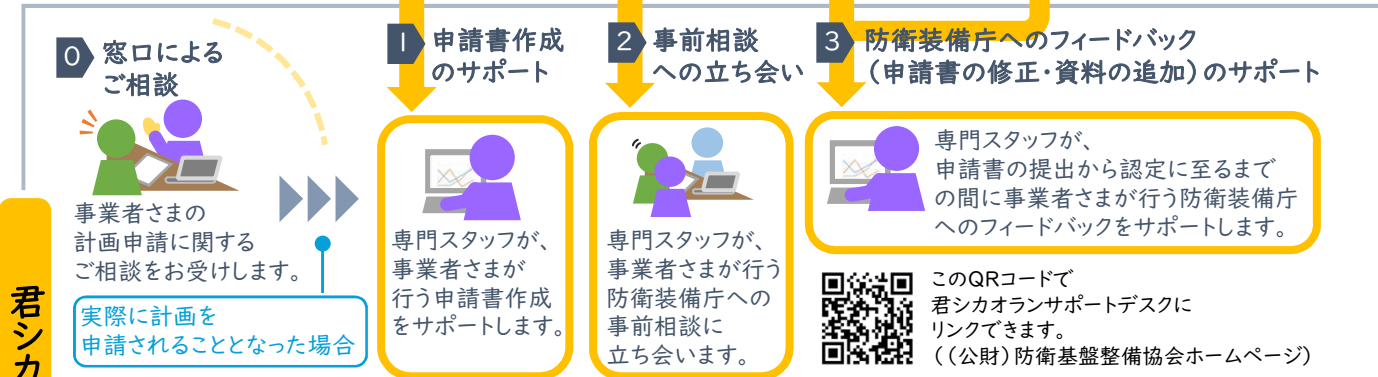 0 窓口による
ご相談
事業者さまの
計画申請に関する
ご相談をお受けします。
実際に計画を
申請されることとなった場合
1 申請書作成
のサポート
専門スタッフが、
事業者さまが
行う申請書作成
をサポートします。
2 事前相談
への立ち会い
専門スタッフが、
事業者さまが行う
防衛装備庁への
事前相談に
立ち会います。
3 防衛装備庁へのフィードバック
（申請書の修正・資料の追加）のサポート
専門スタッフが、
申請書の提出から認定に至るまで
の間に事業者さまが行う防衛装備庁
へのフィードバックをサポートします。
このQRコードで
君シカオランサポートデスクに
リンクできます。
（（公財）防衛基盤整備協会ホームページ）
君シカ